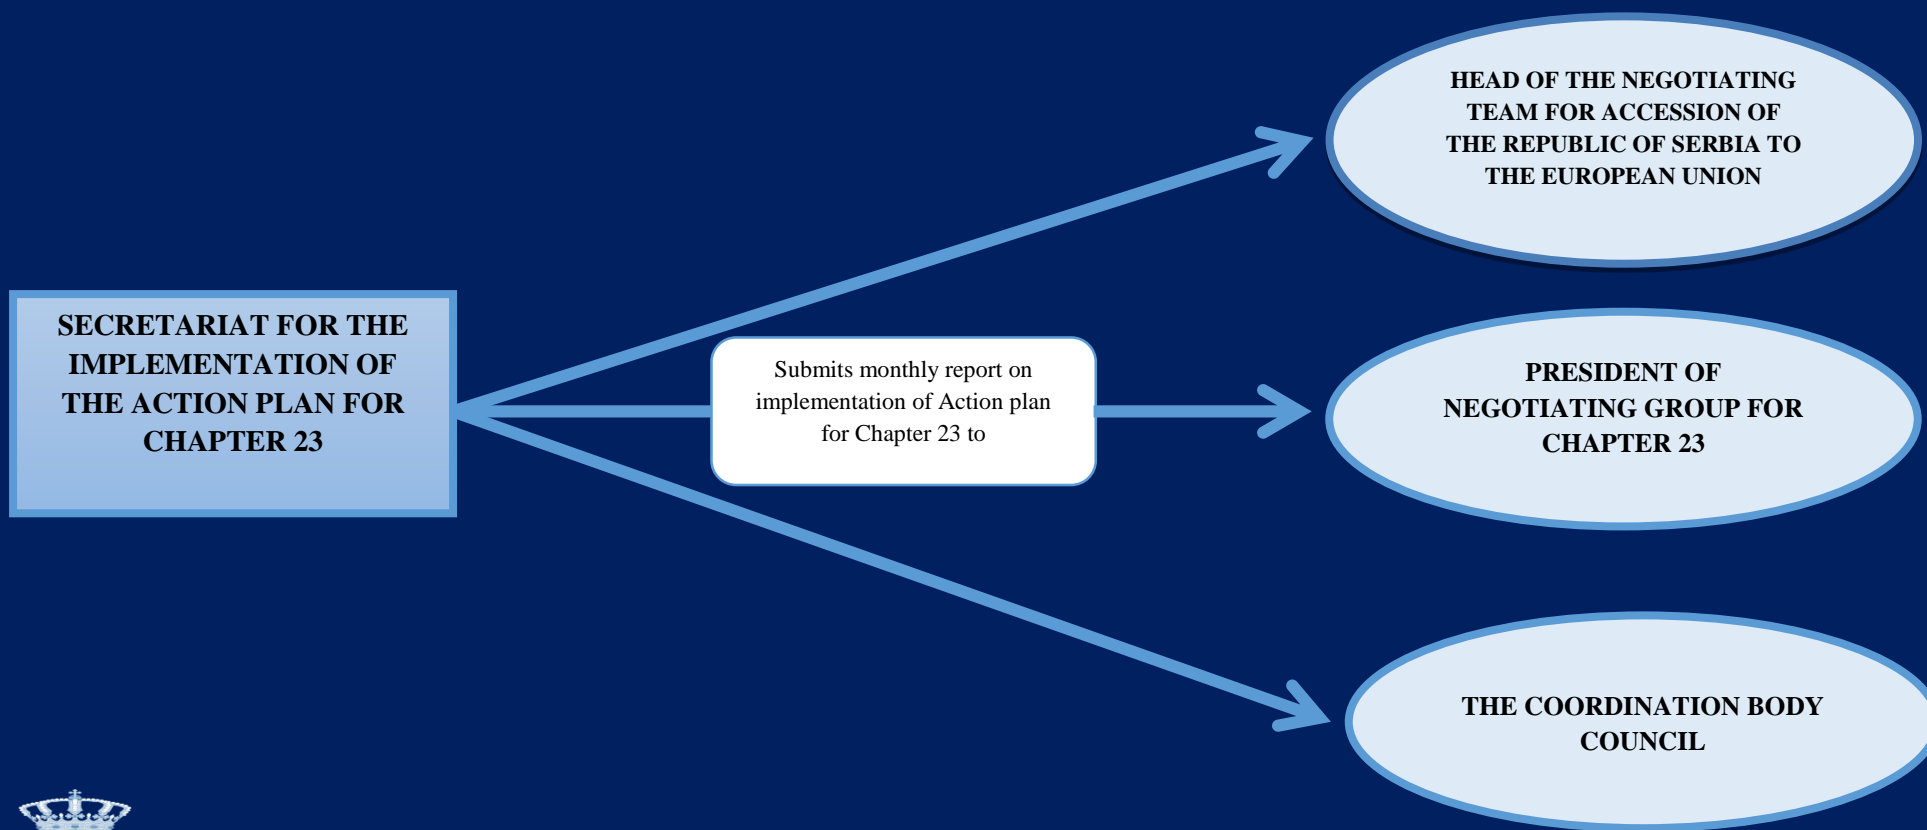 SECRETARIAT FOR THE
IMPLEMENTATION OF
THE ACTION PLAN FOR
CHAPTER 23
Submits monthly report on
implementation of Action plan
for Chapter 23 to
HEAD OF THE NEGOTIATING
TEAM FOR ACCESSION OF
THE REPUBLIC OF SERBIA TO
THE EUROPEAN UNION
PRESIDENT OF
NEGOTIATING GROUP FOR
CHAPTER 23
THE COORDINATION BODY
COUNCIL